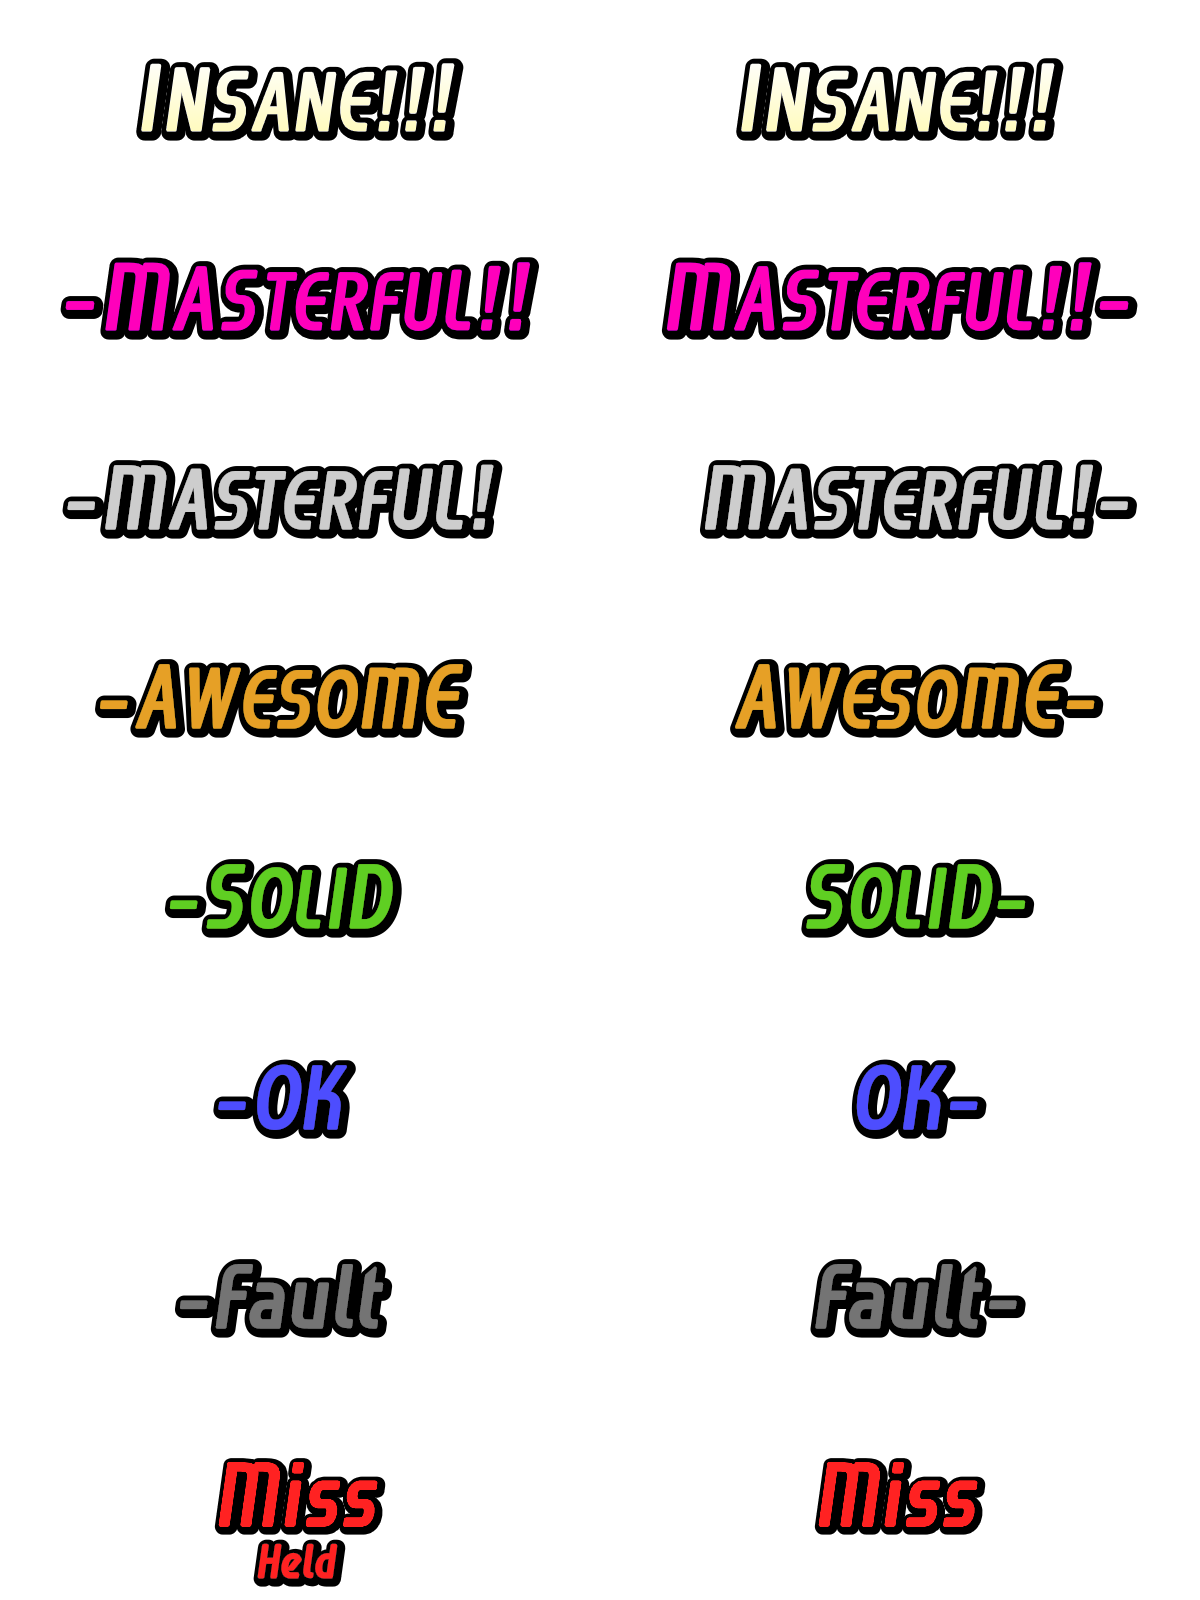 INSANE!!! INSANE!!!
-MASTERFUL!! MASTERFUL!!-
-MASTERFUL! MASTERFUL!-
-AWESOME AWESOME-
-SOLID SOLID-
-OK OK-
-Fault Fault-
Miss Miss
Held